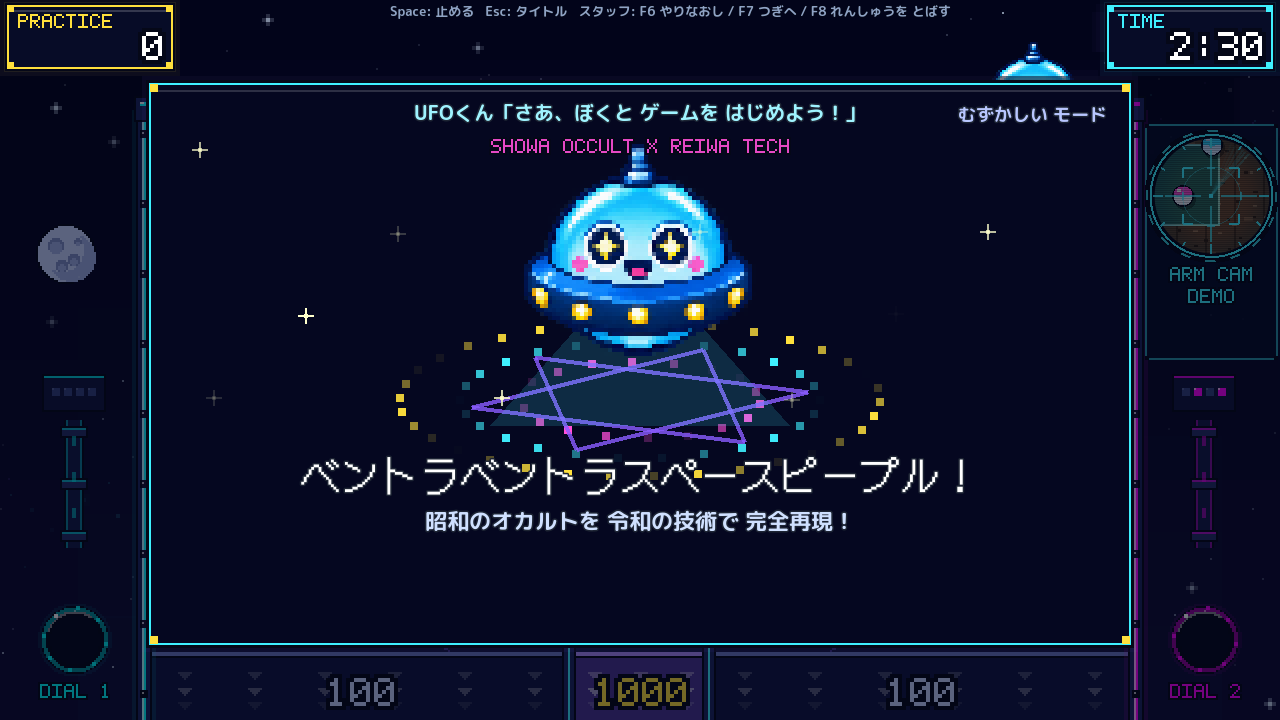 PRACTICE
0
Space: 止める Esc: タイトル スタッフ: F6 やりなおし / F7 つぎへ / F8 れんしゅうを とばす
TIME
2:30
UFOくん「さあ、ぼくと ゲームを はじめよう！」
むずかしい モード
SHOWA OCCULT X REIWA TECH
ARM CAM
DEMO
ベントラベントラスペースピープル！
昭和のオカルトを 令和の技術で 完全再現！
DIAL 1
100
1000
100
DIAL 2